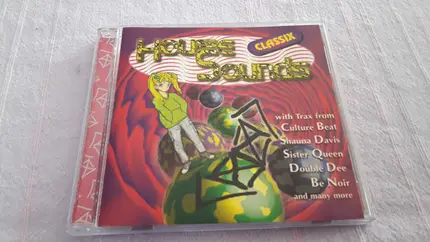 House
CLASSIX
Sounds
with Trax from
Culture Beat
Shauna Davis
Sister Queen
Double Dee
Be Noir
and many more